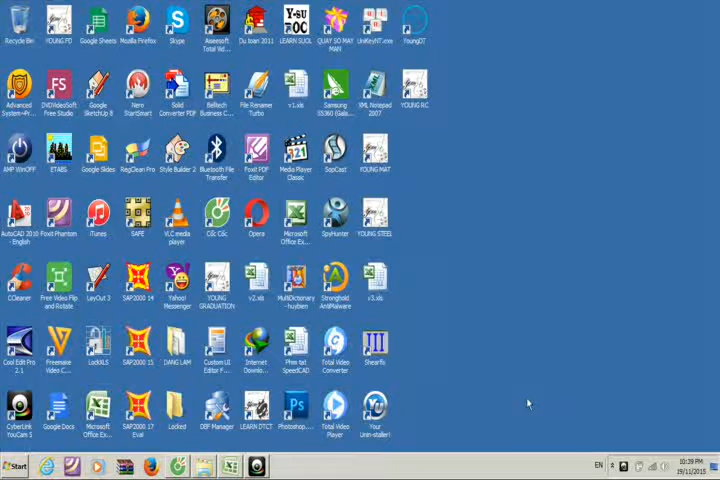 Recycle Bin
YOUNG FD
Google Sheets
Mozilla Firefox
Skype
Aseesoft
Total Vid...
Du toan 2011
LEARN SUOL
QUAY SO MAY
MAN
UniKeyNT.exe
YoungDT
Advanced
System~Pr...
DVDVideoSoft
Free Studio
Google
SketchUp 8
Nero
StartSmart
Solid
Converter PDF
Belltech
Business C...
File Renamer
Turbo
v1.xls
Samsung
S5360 (Gala...
XML Notepad
2007
YOUNG RC
AMP WinOFF
ETABS
Google Slides
RegClean Pro
Style Builder 2
Bluetooth File
Transfer
Foxit PDF
Editor
Media Player
Classic
SopCast
YOUNG MAT
AutoCAD 2010
- English
Foxit Phantom
iTunes
SAFE
VLC media
player
Cốc Cốc
Opera
Microsoft
Office Ex...
SpyHunter
YOUNG STEEL
CCleaner
Free Video Flip
and Rotate
LayOut 3
SAP2000 14
Yahoo!
Messenger
YOUNG
GRADUATION
v2.xls
MultiDictionary
- huybien
Stronghold
AntiMalware
v3.xls
Cool Edit Pro
2.1
Freemake
Video C...
LockXLS
SAP2000 15
DANG LAM
Custom UI
Editor F...
Internet
Downlo...
Phim tat
SpeedCAD
Total Video
Converter
Shearfix
CyberLink
YouCam 5
Google Docs
Microsoft
Office Ex...
SAP2000 17
Eval
Locked
DBF Manager
LEARN DTCT
Photoshop....
Total Video
Player
Your
Unin-staller!
Start
EN
10:39 PM
19/11/2015